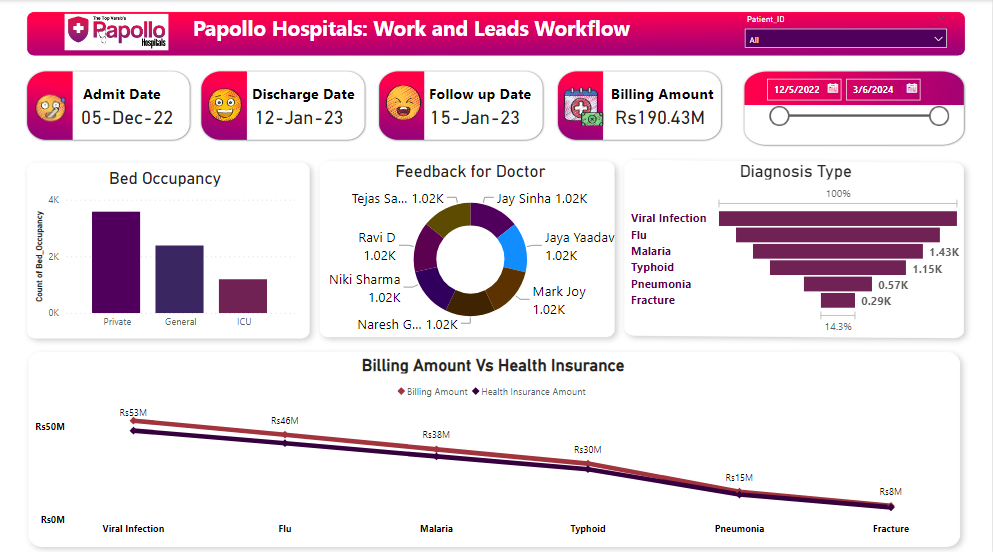 The Top Varsity's
Papollo
Hospitals
Papollo Hospitals: Work and Leads Workflow
Patient_ID
All
Admit Date
05-Dec-22
Discharge Date
12-Jan-23
Follow up Date
15-Jan-23
Billing Amount
Rs190.43M
12/5/2022
3/6/2024
Bed Occupancy
Count of Bed_Occupancy
4K
2K
0K
Private
General
ICU
Feedback for Doctor
Tejas Sa... 1.02K
Jay Sinha 1.02K
Ravi D
1.02K
Jaya Yaadav
1.02K
Niki Sharma
1.02K
Mark Joy
1.02K
Naresh G... 1.02K
Diagnosis Type
100%
Viral Infection
Flu
Malaria 1.43K
Typhoid 1.15K
Pneumonia 0.57K
Fracture 0.29K
14.3%
Billing Amount Vs Health Insurance
Billing Amount Health Insurance Amount
Rs50M
Rs0M
Rs53M
Rs46M
Rs38M
Rs30M
Rs15M
Rs8M
Viral Infection
Flu
Malaria
Typhoid
Pneumonia
Fracture